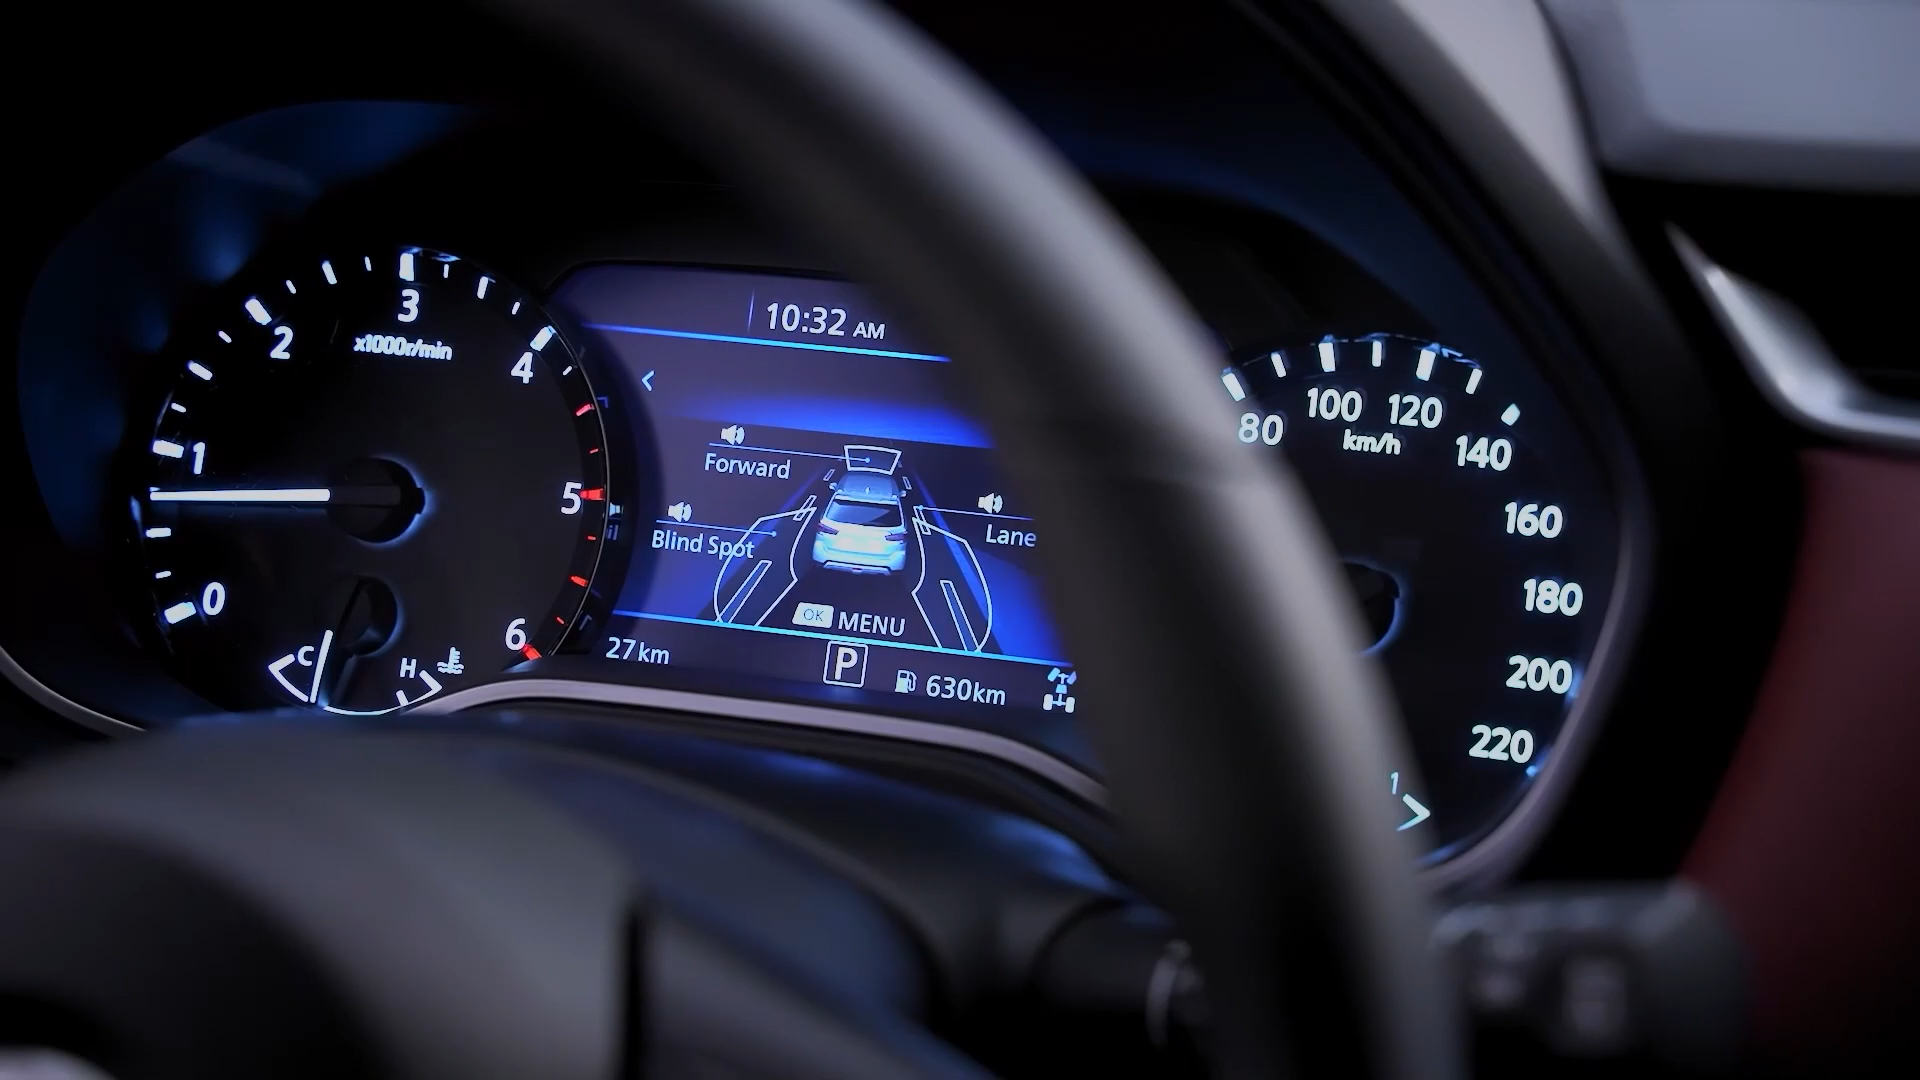 3
2
4
x1000r/min
1
5
0
6
C
H
10:32 AM
Forward
Blind Spot
Lane
OK MENU
27km
P
630km
80
100
120
140
km/h
160
180
200
220
1